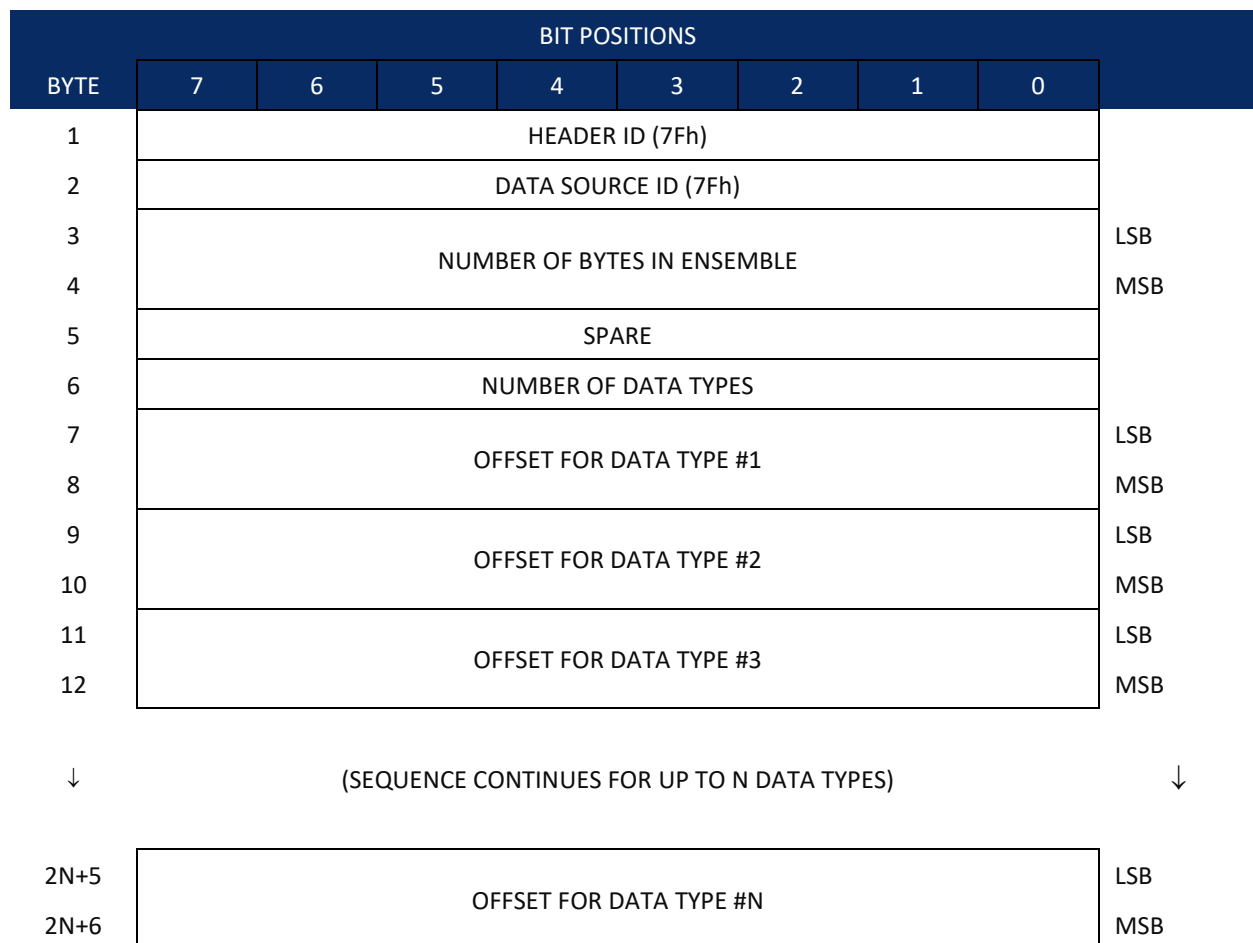 BIT POSITIONS
BYTE 7 6 5 4 3 2 1 0
1 HEADER ID (7Fh)
2 DATA SOURCE ID (7Fh)
3 LSB
NUMBER OF BYTES IN ENSEMBLE
4 MSB
5 SPARE
6 NUMBER OF DATA TYPES
7 LSB
OFFSET FOR DATA TYPE #1
8 MSB
9 LSB
OFFSET FOR DATA TYPE #2
10 MSB
11 LSB
OFFSET FOR DATA TYPE #3
12 MSB
↓ (SEQUENCE CONTINUES FOR UP TO N DATA TYPES) ↓
2N+5 LSB
OFFSET FOR DATA TYPE #N
2N+6 MSB